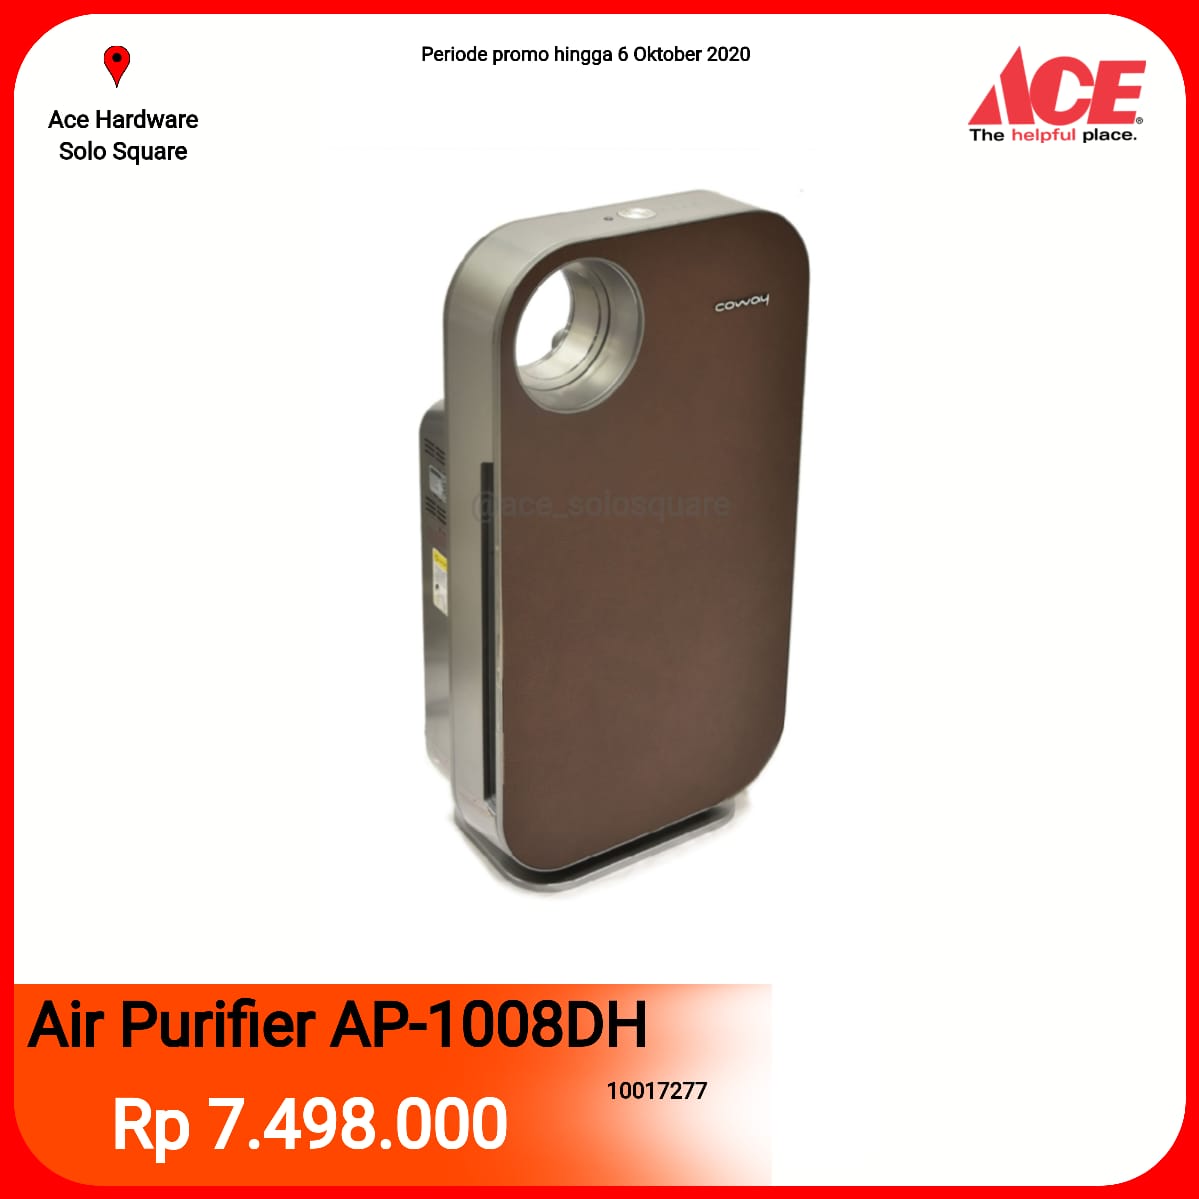 Periode promo hingga 6 Oktober 2020
Ace Hardware
Solo Square
ACE
The helpful place.
coway
@ace_solosquare
Air Purifier AP-1008DH
10017277
Rp 7.498.000